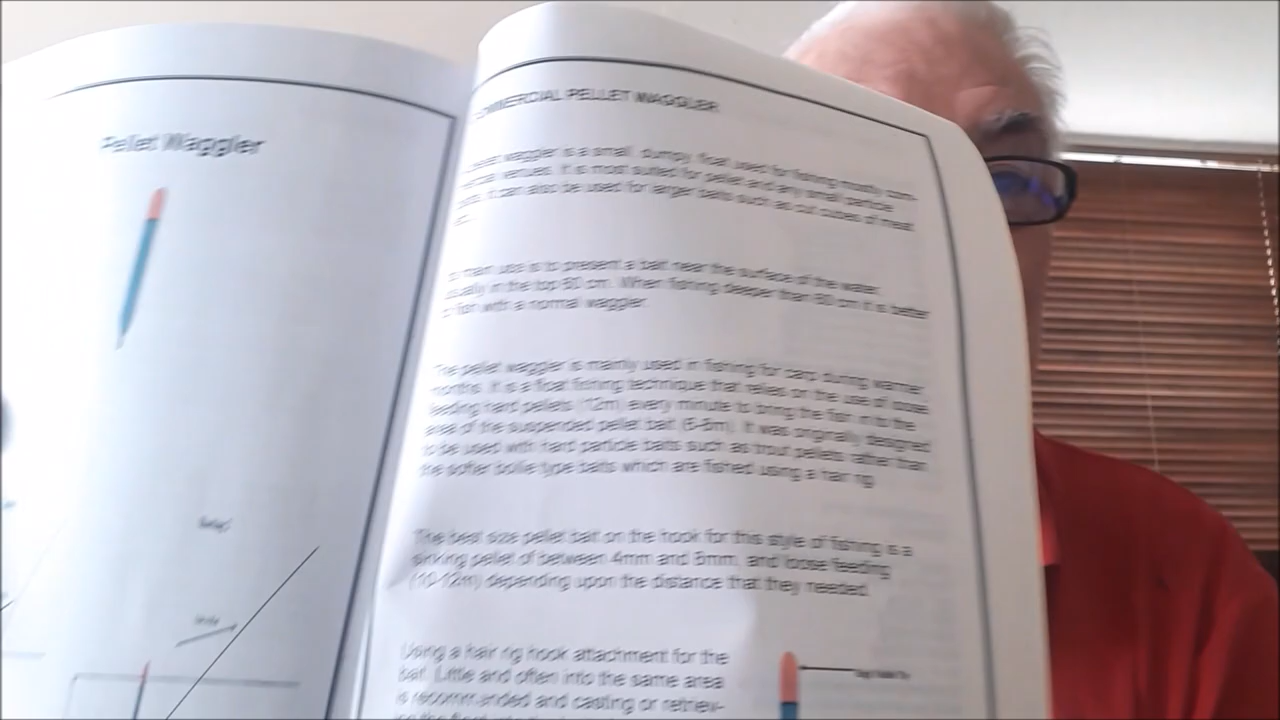 Pellet Waggler
COMMERCIAL PELLET WAGGLER
pellet waggler is a small, dumpy, float used for fishing mostly com-
mercial venues. It is most suited for pellet and any small particle
baits. It can also be used for larger baits such as cut cubes of meat
main use is to present a bait near the surface of the water,
usually in the top 60 cm. When fishing deeper than 60 cm it is better
to fish with a normal waggler.
The pellet waggler is mainly used in fishing for carp during warmer
months. It is a float fishing technique that relies on the use of loose
feeding hard pellets (12m) every minute to bring the fish in to the
area of the suspended pellet bait (6-8m). It was originally designed
to be used with hard particle baits such as trout pellets rather than
the softer boilie type baits which are fished using a hair rig.
The best size pellet bait on the hook for this style of fishing is a
sinking pellet of between 4mm and 8mm, and loose feeding
(10-12m) depending upon the distance that they needed.
Using a hair rig hook attachment for the
bait. Little and often into the same area
is recommended and casting or retriev-